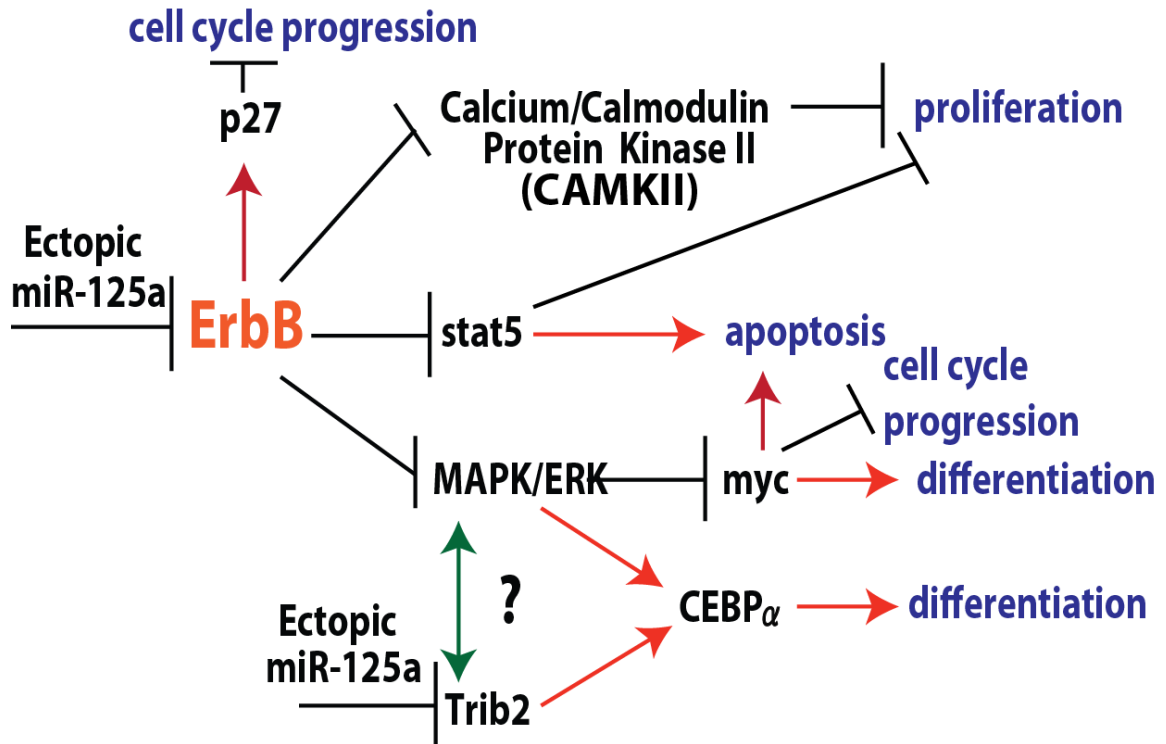 cell cycle progression
p27
Calcium/Calmodulin
Protein Kinase II
(CAMKII)
proliferation
Ectopic
miR-125a
ErbB
stat5
apoptosis
cell cycle
progression
MAPK/ERK
myc
differentiation
?
CEBPα
differentiation
Ectopic
miR-125a
Trib2